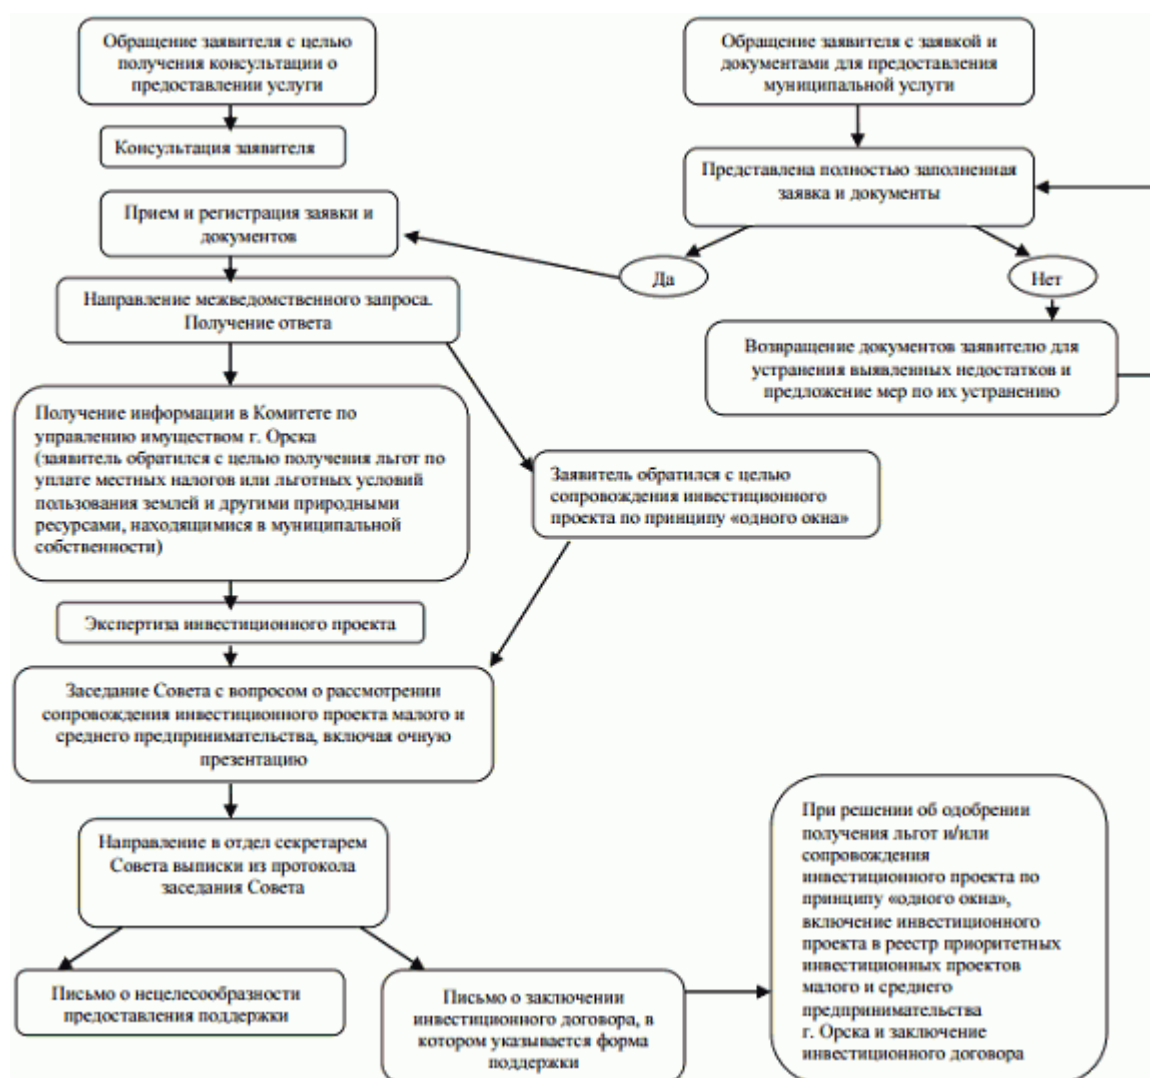 Обращение заявителя с целью
получения консультации о
предоставлении услуги
Обращение заявителя с заявкой и
документами для предоставления
муниципальной услуги
Консультация заявителя
Представлена полностью заполненная
заявка и документы
Прием и регистрация заявки и
документов
Да
Нет
Направление межведомственного запроса.
Получение ответа
Возвращение документов заявителю для
устранения выявленных недостатков и
предложение мер по их устранению
Получение информации в Комитете по
управлению имуществом г. Орска
(заявитель обратился с целью получения льгот по
уплате местных налогов или льготных условий
пользования землей и другими природными
ресурсами, находящимися в муниципальной
собственности)
Заявитель обратился с целью
сопровождения инвестиционного
проекта по принципу «одного окна»
Экспертиза инвестиционного проекта
Заседание Совета с вопросом о рассмотрении
сопровождения инвестиционного проекта малого и
среднего предпринимательства, включая очную
презентацию
Направление в отдел секретарем
Совета выписки из протокола
заседания Совета
Письмо о нецелесообразности
предоставления поддержки
Письмо о заключении
инвестиционного договора, в
котором указывается форма
поддержки
При решении об одобрении
получения льгот и/или
сопровождения
инвестиционного проекта по
принципу «одного окна»,
включение инвестиционного
проекта в реестр приоритетных
инвестиционных проектов
малого и среднего
предпринимательства
г. Орска и заключение
инвестиционного договора